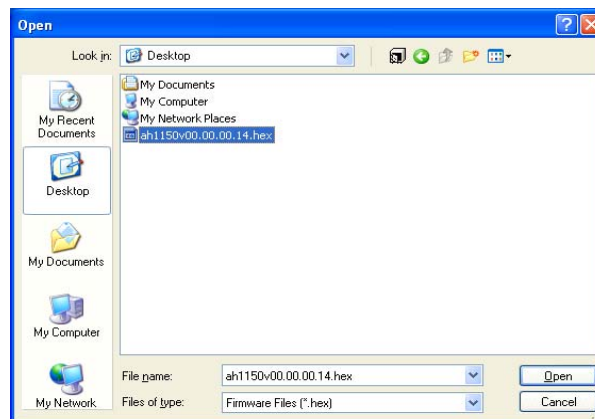 Open
Look in: Desktop
My Recent
Documents
Desktop
My Documents
My Computer
My Network
My Documents
My Computer
My Network Places
ah1150v00.00.00.14.hex
File name: ah1150v00.00.00.14.hex Open
Files of type: Firmware Files (*.hex) Cancel